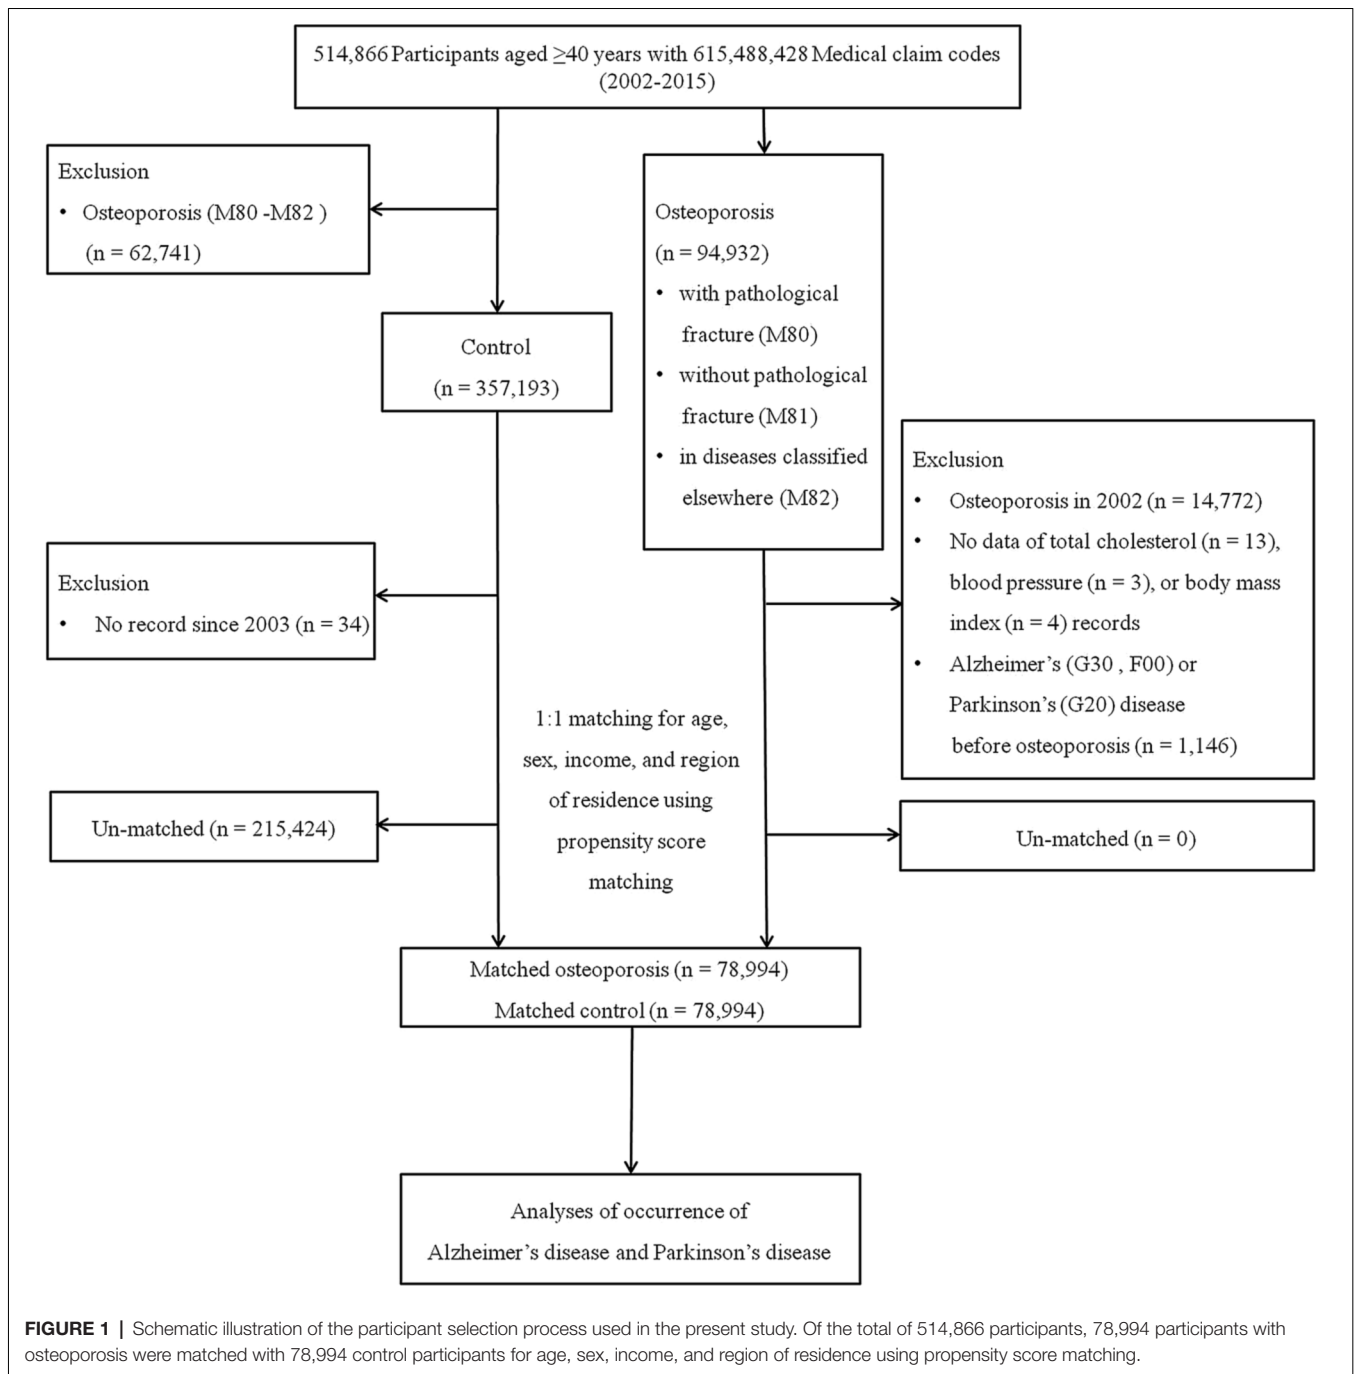 514,866 Participants aged ≥40 years with 615,488,428 Medical claim codes
(2002-2015)
Exclusion
• Osteoporosis (M80 -M82 )
(n = 62,741)
Osteoporosis
(n = 94,932)
• with pathological
fracture (M80)
• without pathological
fracture (M81)
• in diseases classified
elsewhere (M82)
Control
(n = 357,193)
Exclusion
• Osteoporosis in 2002 (n = 14,772)
• No data of total cholesterol (n = 13),
blood pressure (n = 3), or body mass
index (n = 4) records
• Alzheimer's (G30 , F00) or
Parkinson's (G20) disease
before osteoporosis (n = 1,146)
Exclusion
• No record since 2003 (n = 34)
1:1 matching for age,
sex, income, and region
of residence using
propensity score
matching
Un-matched (n = 215,424)
Un-matched (n = 0)
Matched osteoporosis (n = 78,994)
Matched control (n = 78,994)
Analyses of occurrence of
Alzheimer's disease and Parkinson's disease
FIGURE 1 | Schematic illustration of the participant selection process used in the present study. Of the total of 514,866 participants, 78,994 participants with
osteoporosis were matched with 78,994 control participants for age, sex, income, and region of residence using propensity score matching.